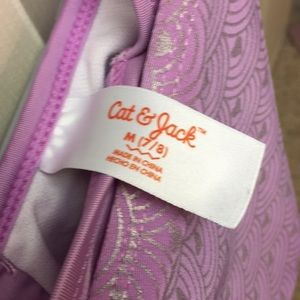 Cat & Jack™
M (7/8)
MADE IN CHINA
HECHO EN CHINA